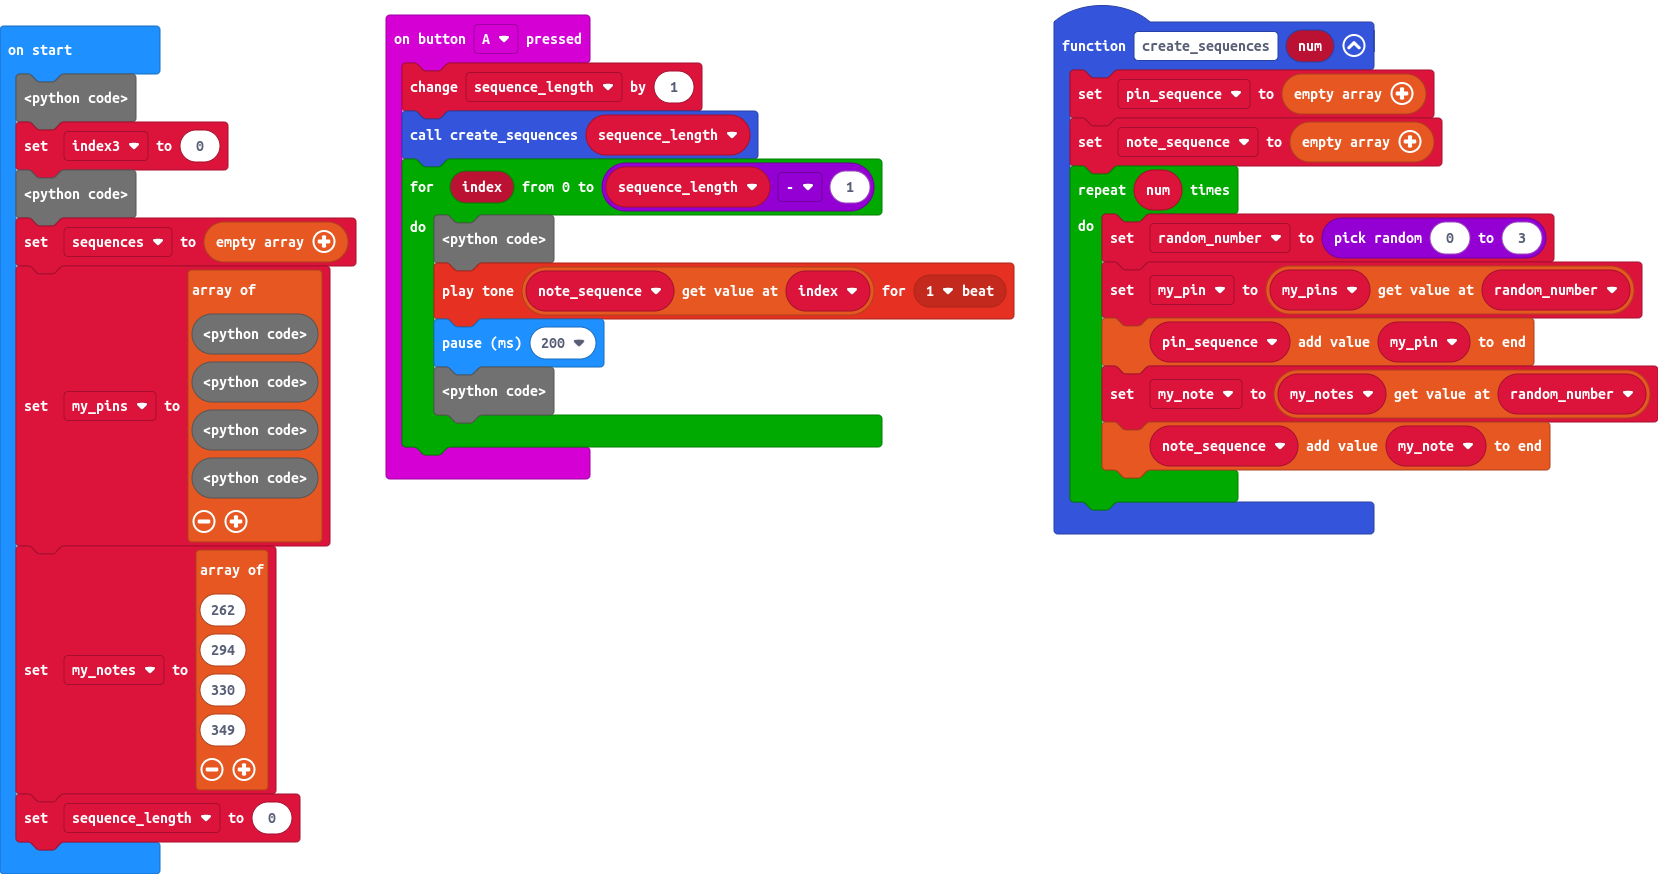 on start
<python code>
set index3 to 0
<python code>
set sequences to empty array
set my_pins to array of
<python code>
<python code>
<python code>
<python code>
set my_notes to array of
262
294
330
349
set sequence_length to 0
on button A pressed
change sequence_length by 1
call create_sequences sequence_length
for index from 0 to sequence_length - 1
do
<python code>
play tone note_sequence get value at index for 1 beat
pause (ms) 200
<python code>
function create_sequences num
set pin_sequence to empty array
set note_sequence to empty array
repeat num times
do
set random_number to pick random 0 to 3
set my_pin to my_pins get value at random_number
pin_sequence add value my_pin to end
set my_note to my_notes get value at random_number
note_sequence add value my_note to end